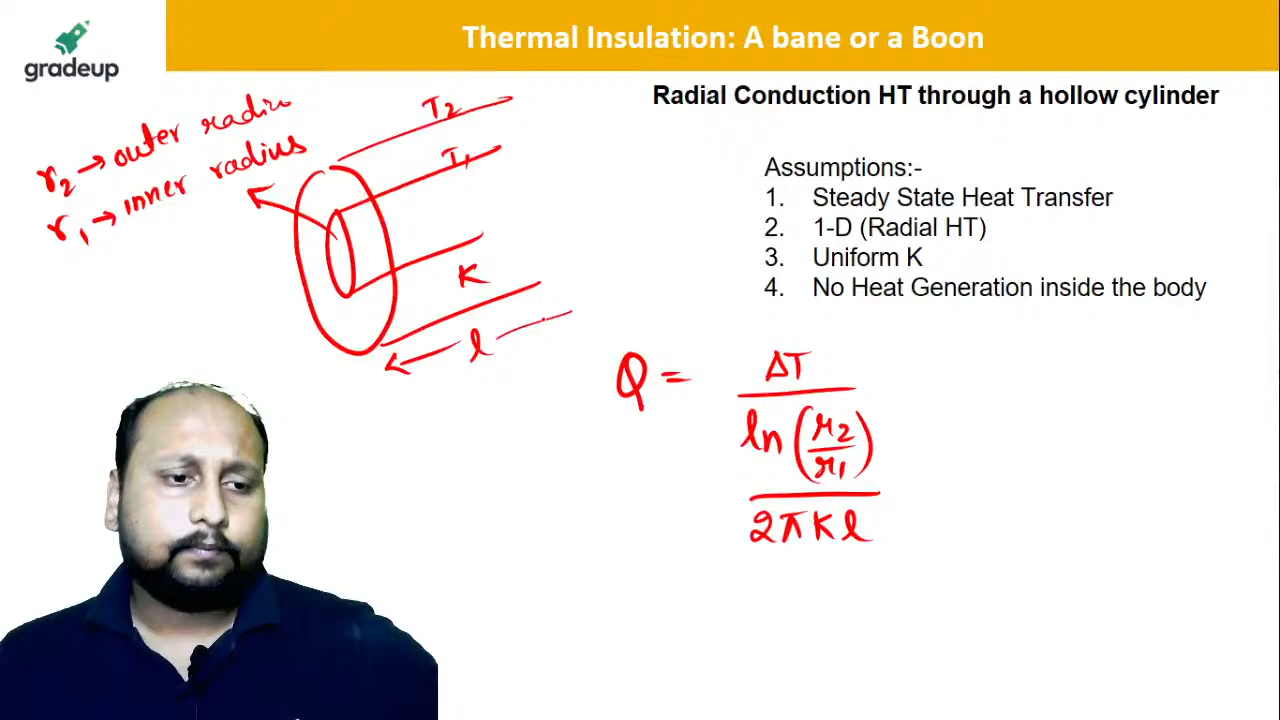 Thermal Insulation: A bane or a Boon
gradeup
Radial Conduction HT through a hollow cylinder
r₂ → outer radiu
r₁ → inner radius
T₂
T₁
K
l
Assumptions:-
1. Steady State Heat Transfer
2. 1-D (Radial HT)
3. Uniform K
4. No Heat Generation inside the body
Q =
ΔT
ln (r₂/r₁)
2πKl